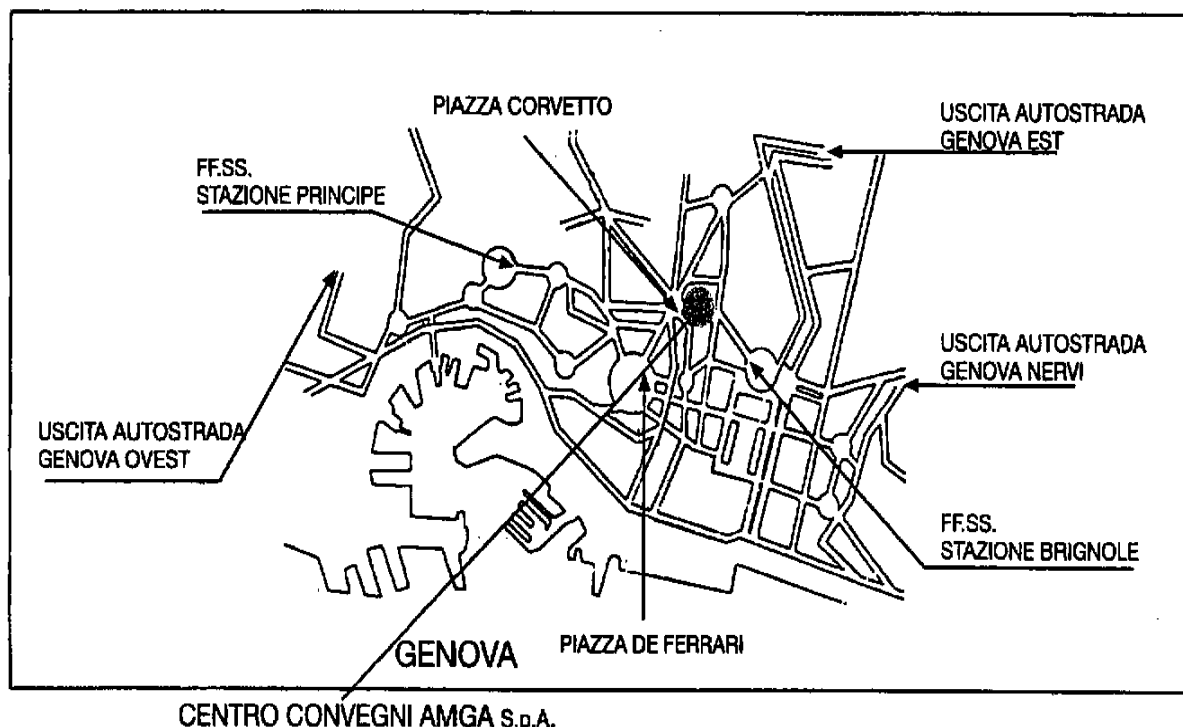 PIAZZA CORVETTO
USCITA AUTOSTRADA
GENOVA EST
FF.SS.
STAZIONE PRINCIPE
USCITA AUTOSTRADA
GENOVA NERVI
USCITA AUTOSTRADA
GENOVA OVEST
FF.SS.
STAZIONE BRIGNOLE
PIAZZA DE FERRARI
GENOVA
CENTRO CONVEGNI AMGA S.p.A.